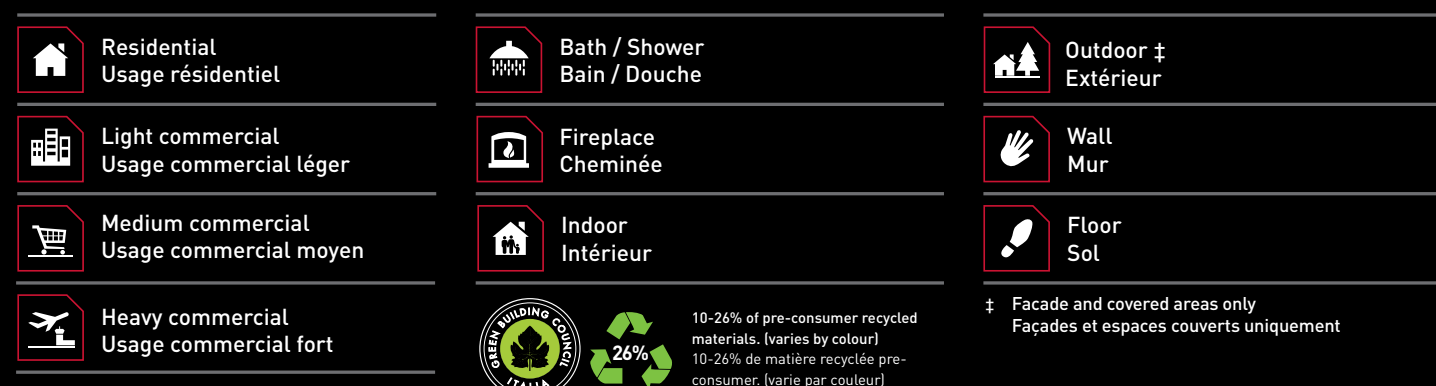 Residential
Usage résidentiel
Light commercial
Usage commercial léger
Medium commercial
Usage commercial moyen
Heavy commercial
Usage commercial fort
Bath / Shower
Bain / Douche
Fireplace
Cheminée
Indoor
Intérieur
GREEN BUILDING COUNCIL
ITALIA
26%
10-26% of pre-consumer recycled
materials. (varies by colour)
10-26% de matière recyclée pre-
consumer. (varie par couleur)
Outdoor ‡
Extérieur
Wall
Mur
Floor
Sol
‡ Facade and covered areas only
Façades et espaces couverts uniquement